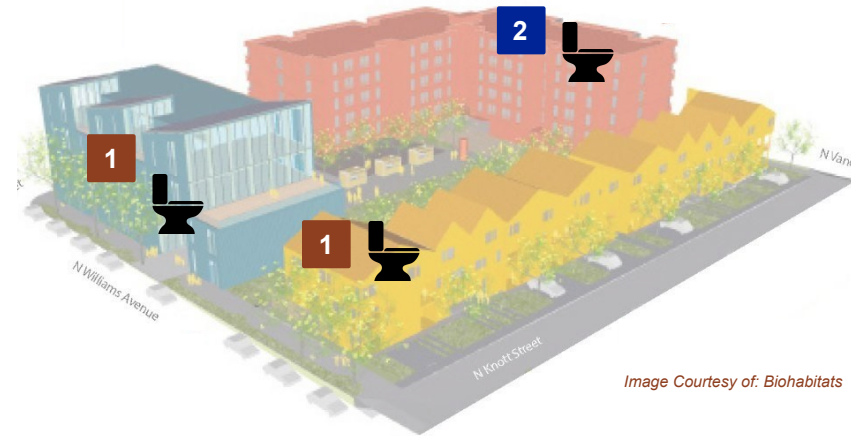 2
1
1
N Williams Avenue
N Knott Street
Image Courtesy of: Biohabitats